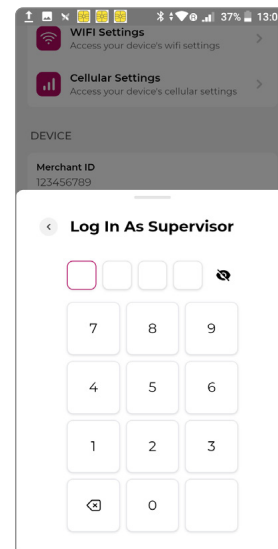 37% 13:0
WIFI Settings
Access your device's wifi settings
Cellular Settings
Access your device's cellular settings
DEVICE
Merchant ID
123456789
Log In As Supervisor
7 8 9
4 5 6
1 2 3
0